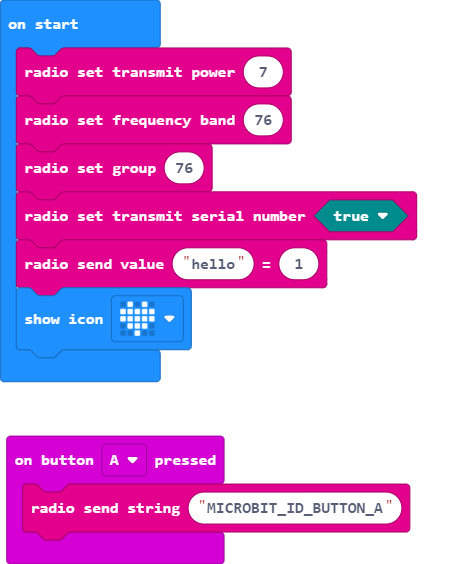 on start
radio set transmit power 7
radio set frequency band 76
radio set group 76
radio set transmit serial number true
radio send value "hello" = 1
show icon
on button A pressed
radio send string "MICROBIT_ID_BUTTON_A"